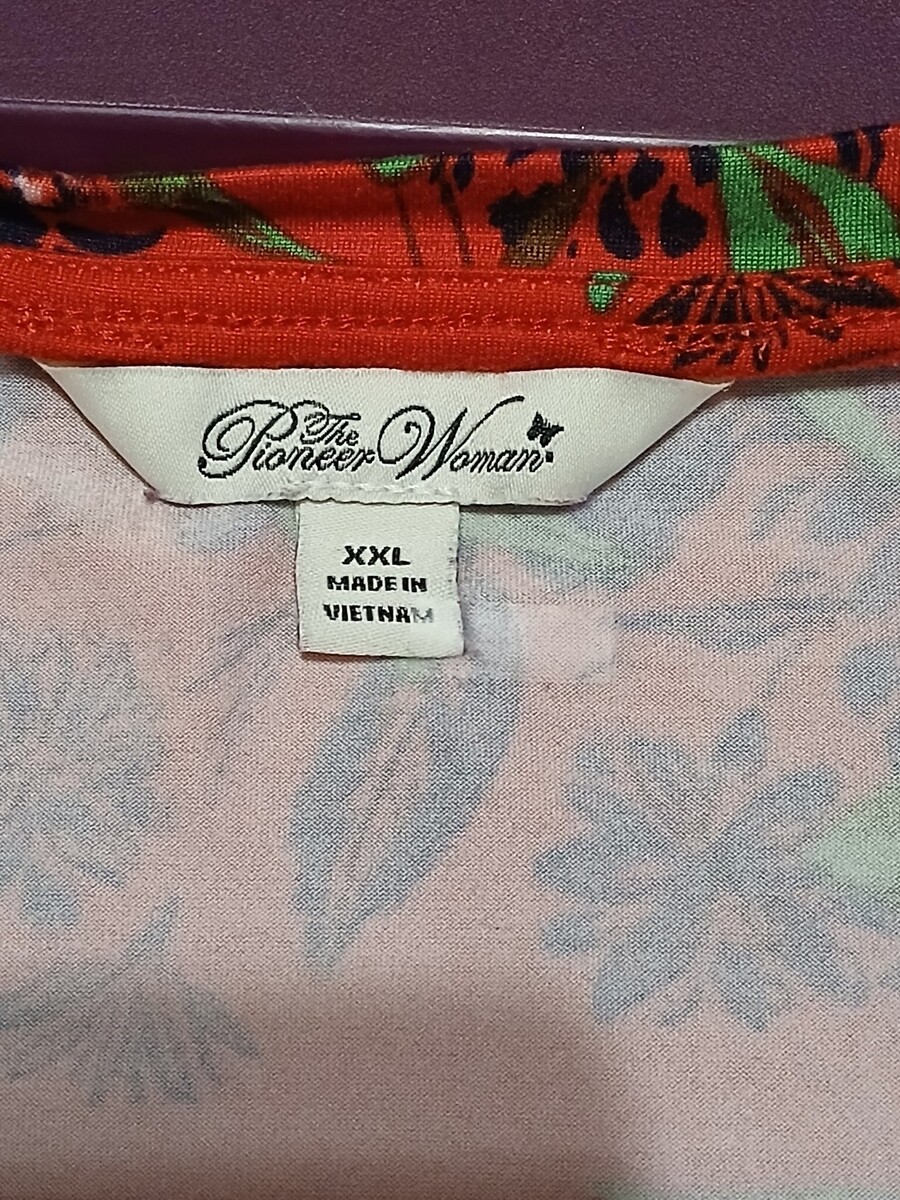 The
Pioneer Woman
XXL
MADE IN
VIETNAM